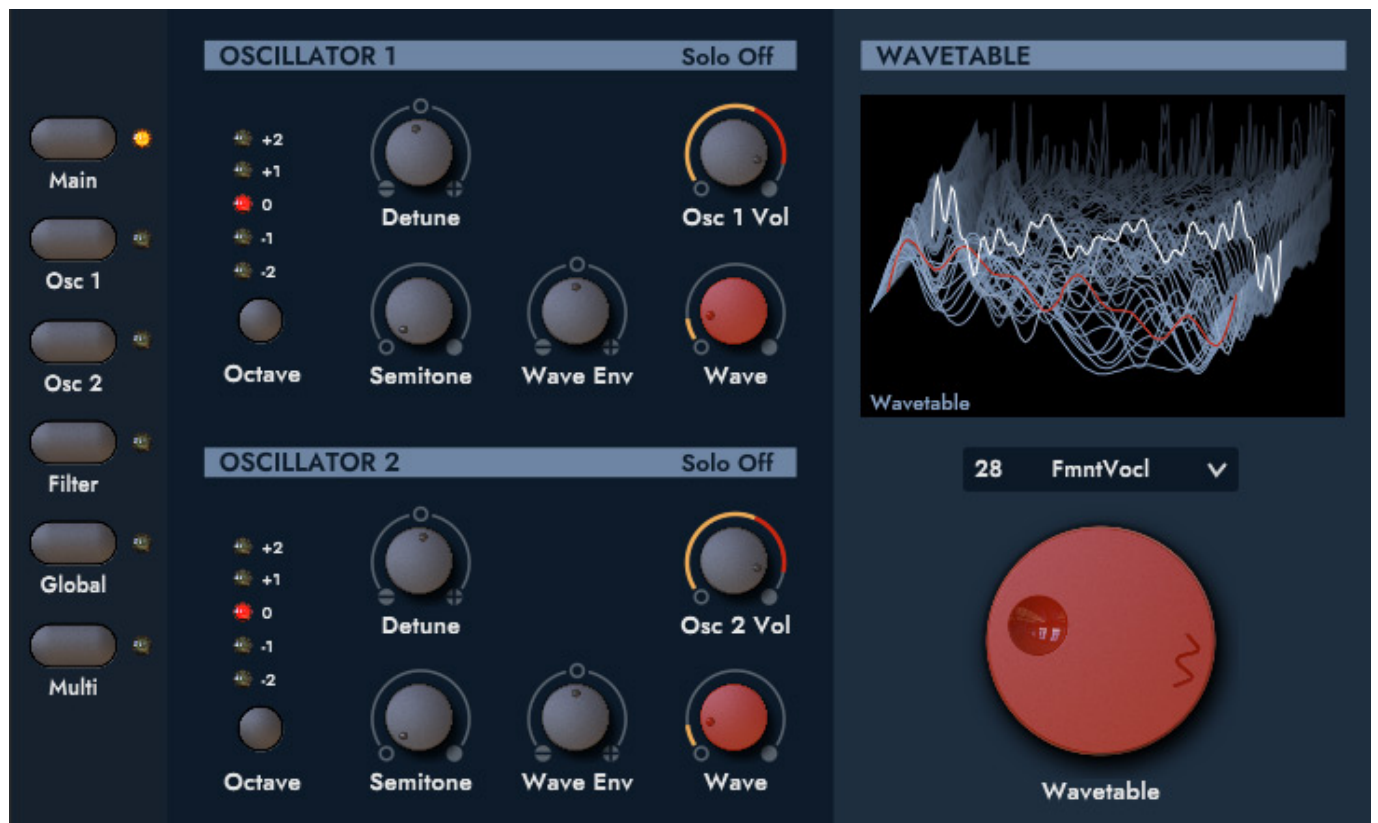 Main
Osc 1
Osc 2
Filter
Global
Multi
OSCILLATOR 1 Solo Off
+2
+1
0
-1
-2
Octave
Detune
Osc 1 Vol
Semitone
Wave Env
Wave
OSCILLATOR 2 Solo Off
+2
+1
0
-1
-2
Octave
Detune
Osc 2 Vol
Semitone
Wave Env
Wave
WAVETABLE
Wavetable
28 FmntVocl
Wavetable